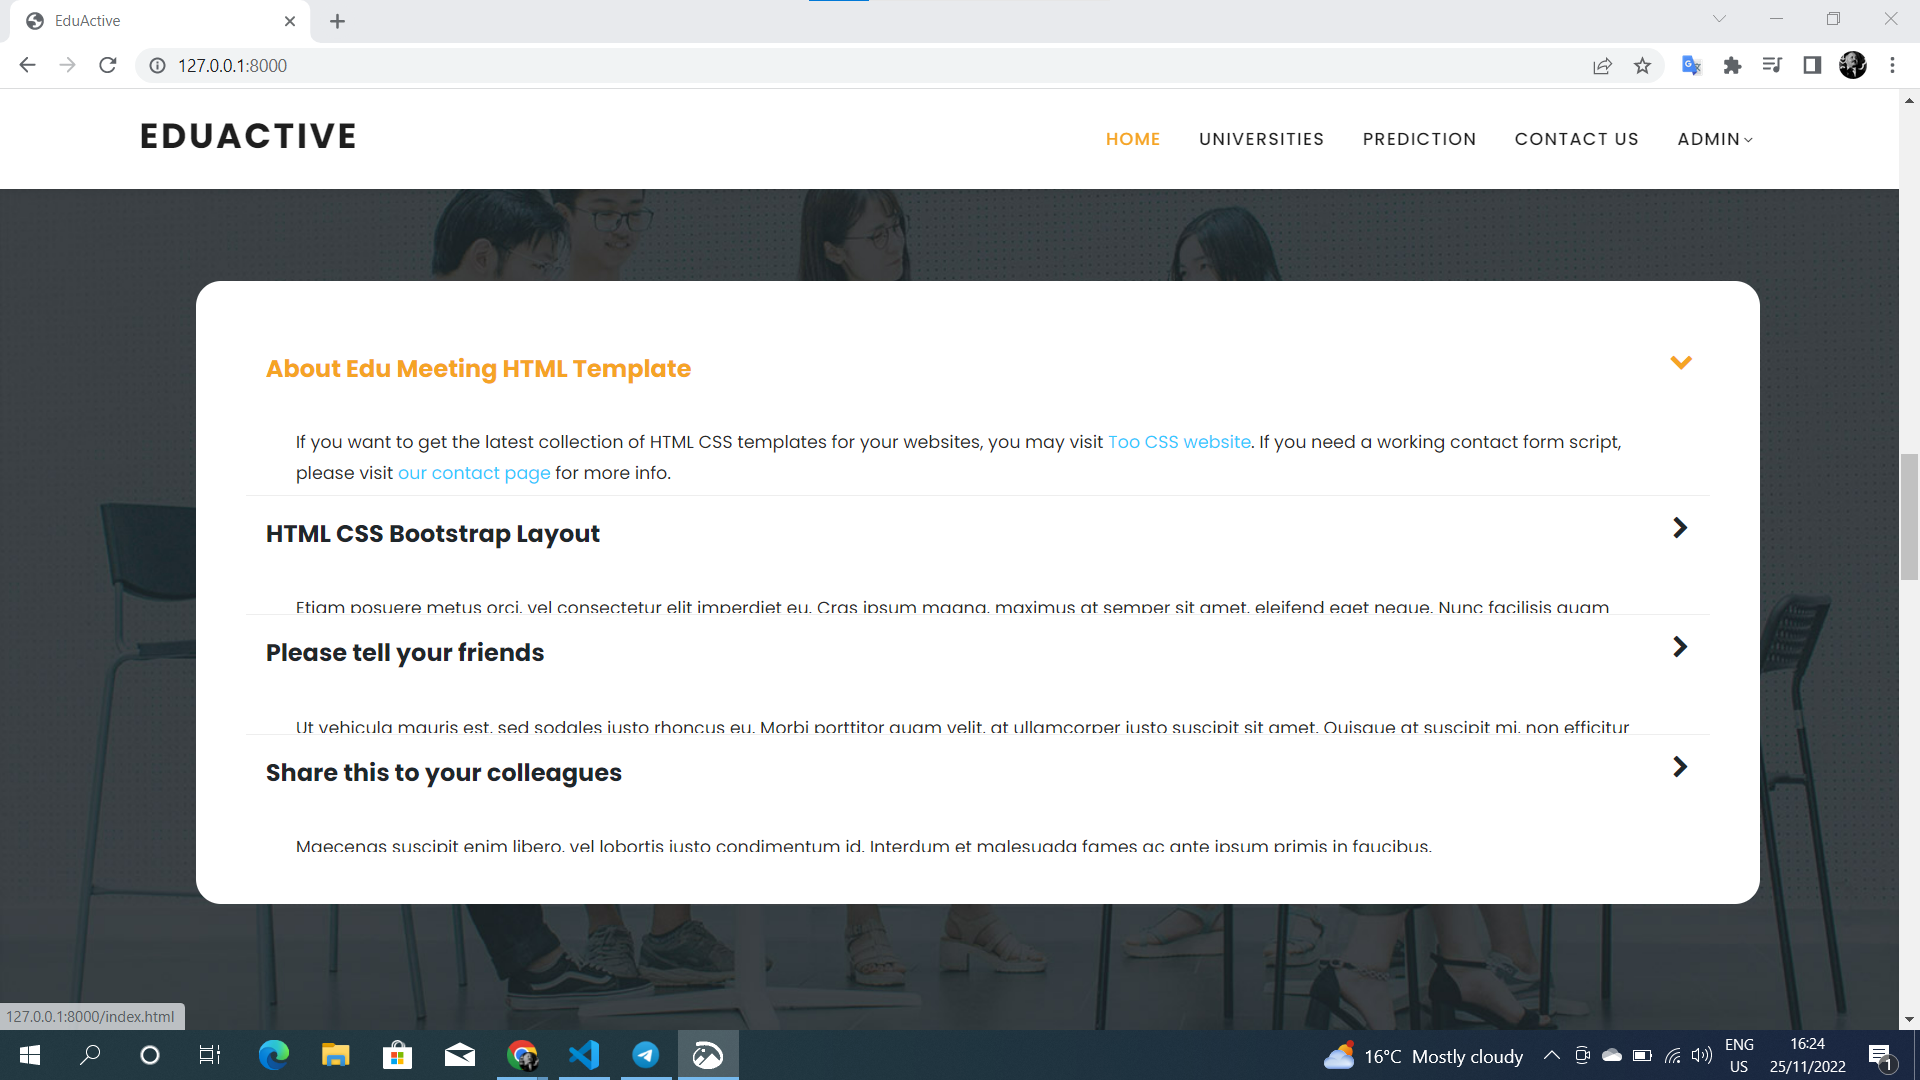 EduActive
127.0.0.1:8000
EDUACTIVE
HOME UNIVERSITIES PREDICTION CONTACT US ADMIN
About Edu Meeting HTML Template
If you want to get the latest collection of HTML CSS templates for your websites, you may visit Too CSS website. If you need a working contact form script,
please visit our contact page for more info.
HTML CSS Bootstrap Layout
Etiam posuere metus orci, vel consectetur elit imperdiet eu. Cras ipsum magna, maximus at semper sit amet, eleifend eget neque. Nunc facilisis quam
Please tell your friends
Ut vehicula mauris est, sed sodales justo rhoncus eu. Morbi porttitor quam velit, at ullamcorper justo suscipit sit amet. Quisque at suscipit mi, non efficitur
Share this to your colleagues
Maecenas suscipit enim libero, vel lobortis justo condimentum id. Interdum et malesuada fames ac ante ipsum primis in faucibus.
127.0.0.1:8000/index.html
16°C Mostly cloudy
ENG
US
16:24
25/11/2022
1